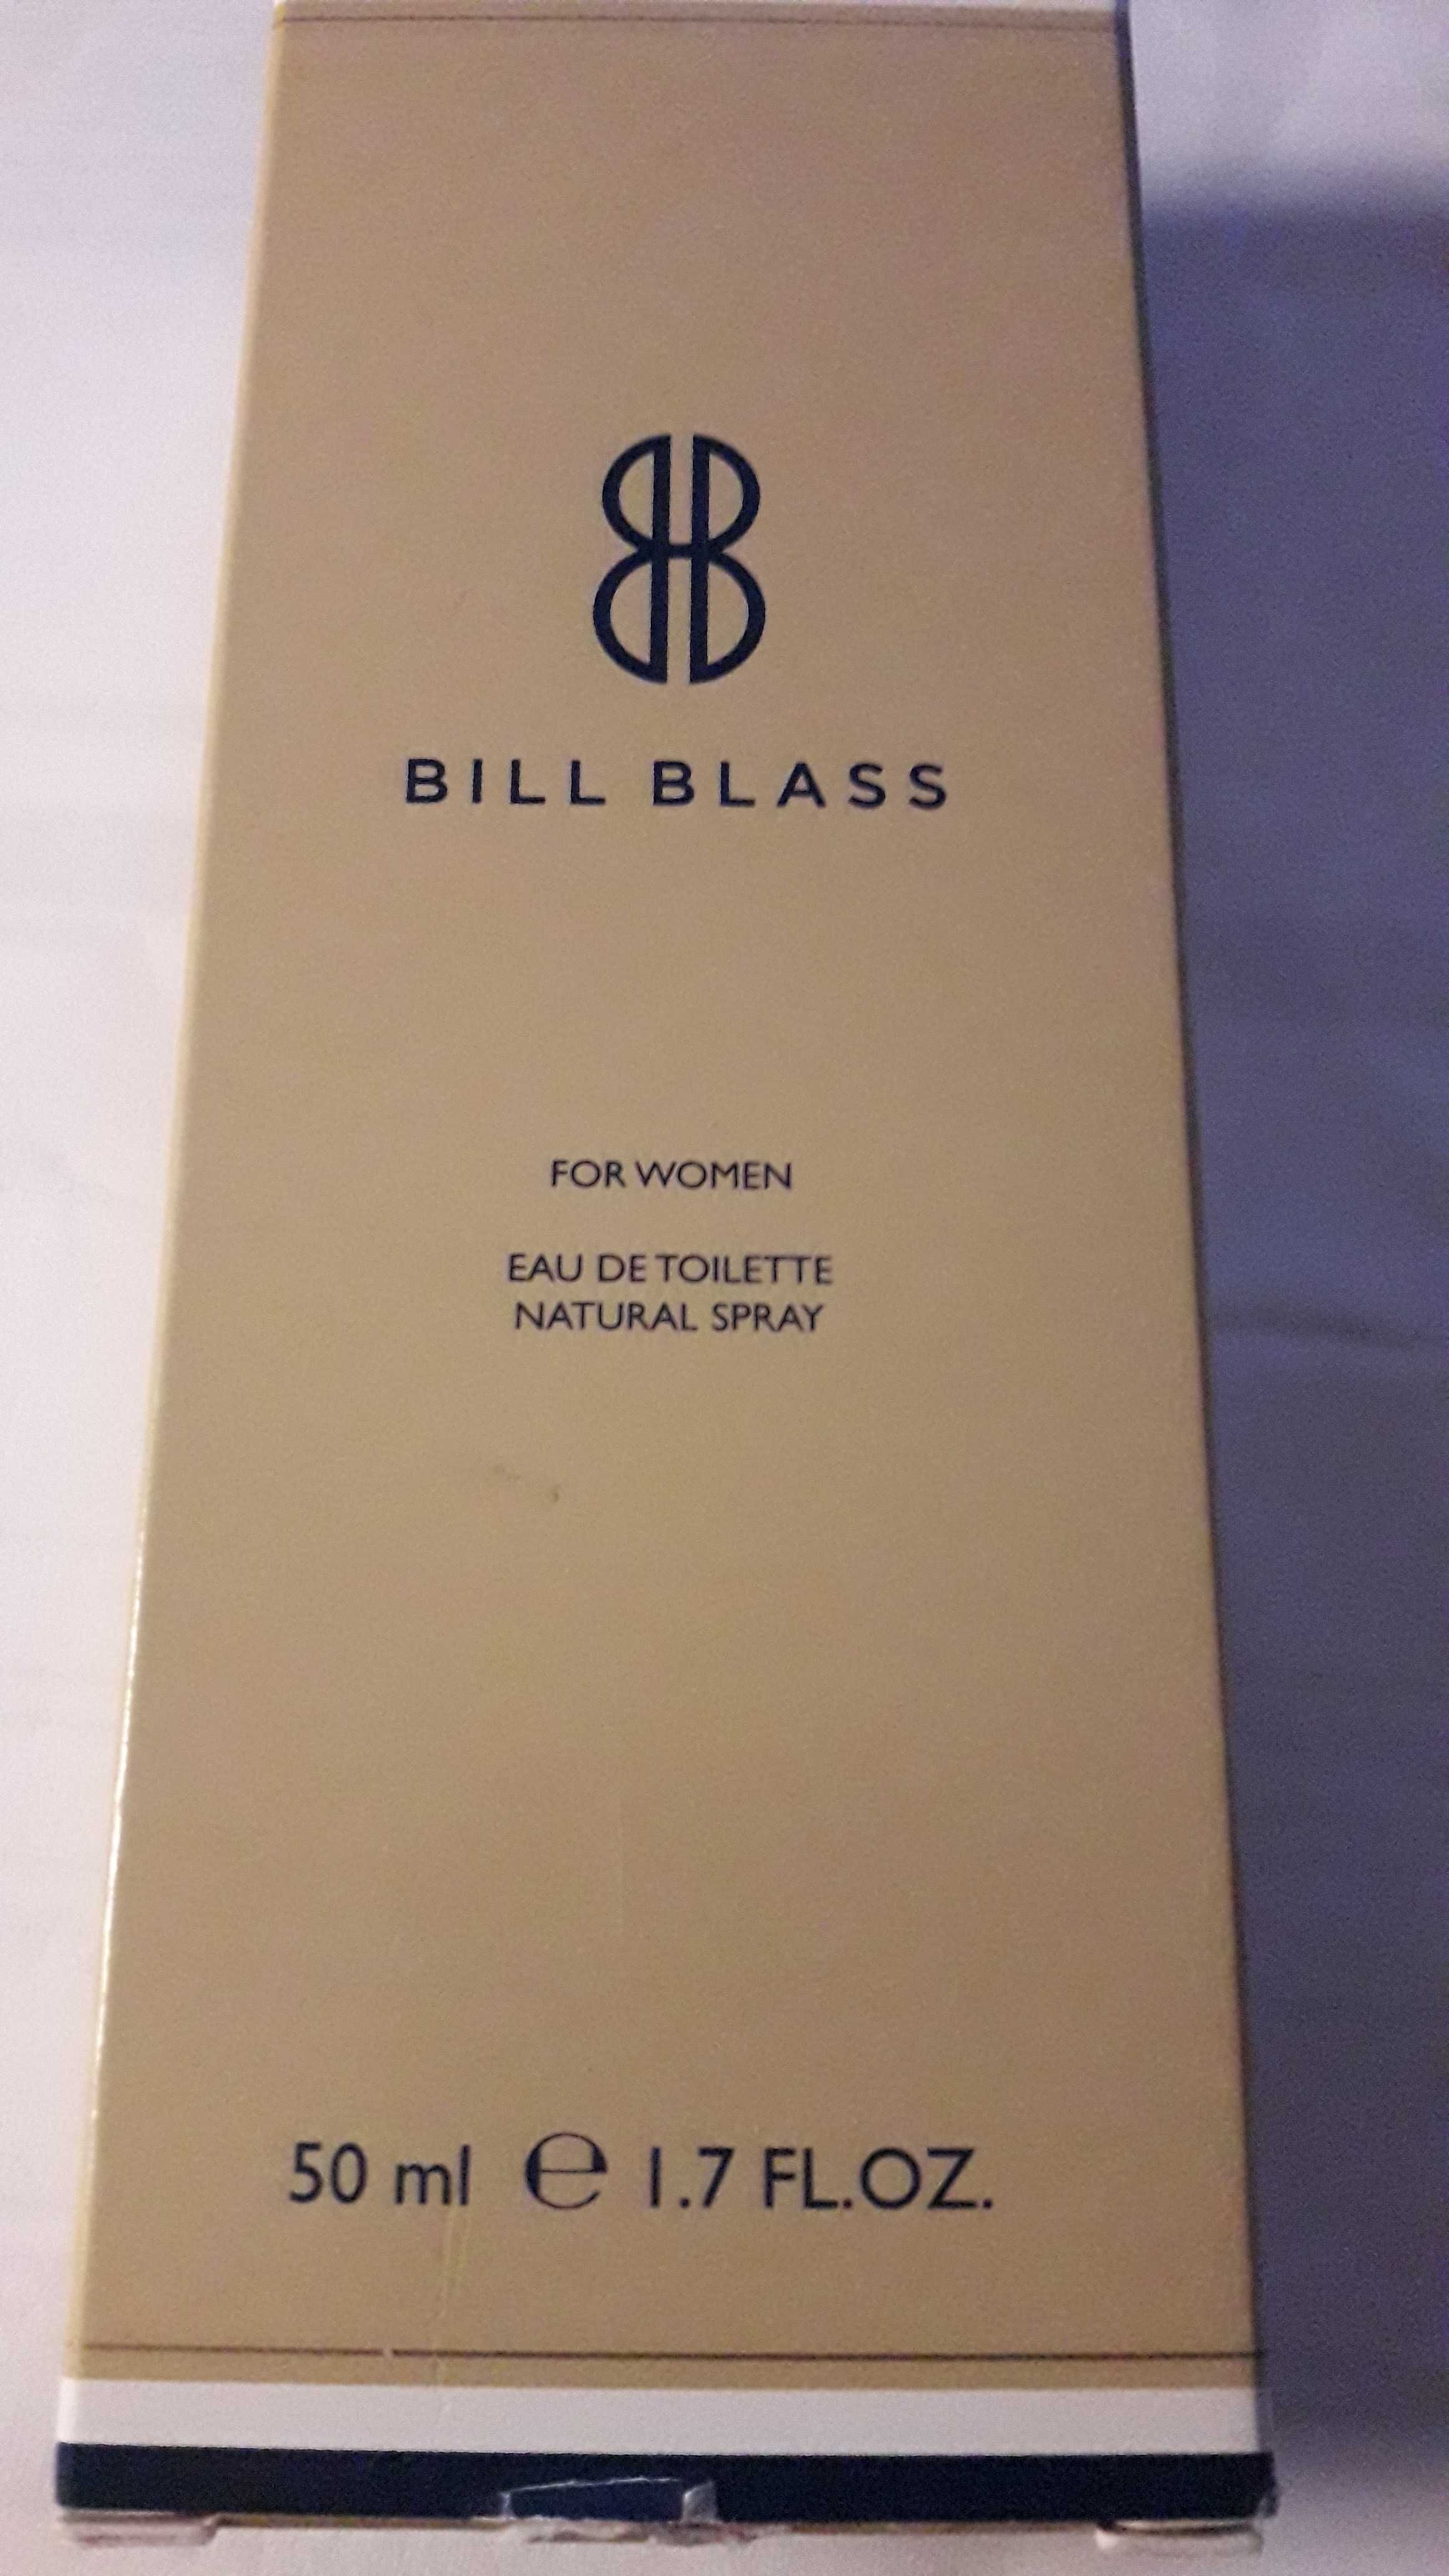 BILL BLASS
FOR WOMEN
EAU DE TOILETTE
NATURAL SPRAY
50 ml ℮ 1.7 FL.OZ.